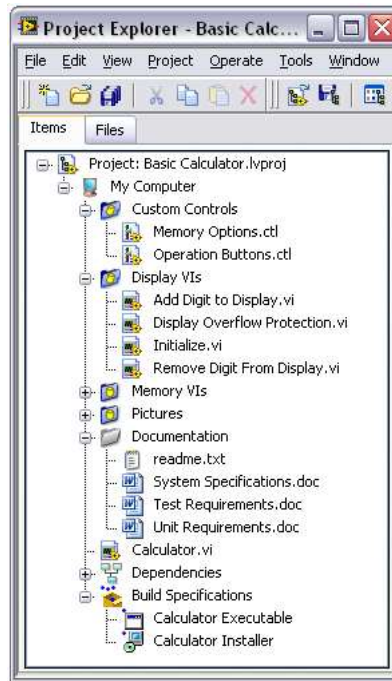 Project Explorer - Basic Calc...
File Edit View Project Operate Tools Window
Items Files
Project: Basic Calculator.lvproj
My Computer
Custom Controls
Memory Options.ctl
Operation Buttons.ctl
Display VIs
Add Digit to Display.vi
Display Overflow Protection.vi
Initialize.vi
Remove Digit From Display.vi
Memory VIs
Pictures
Documentation
readme.txt
System Specifications.doc
Test Requirements.doc
Unit Requirements.doc
Calculator.vi
Dependencies
Build Specifications
Calculator Executable
Calculator Installer